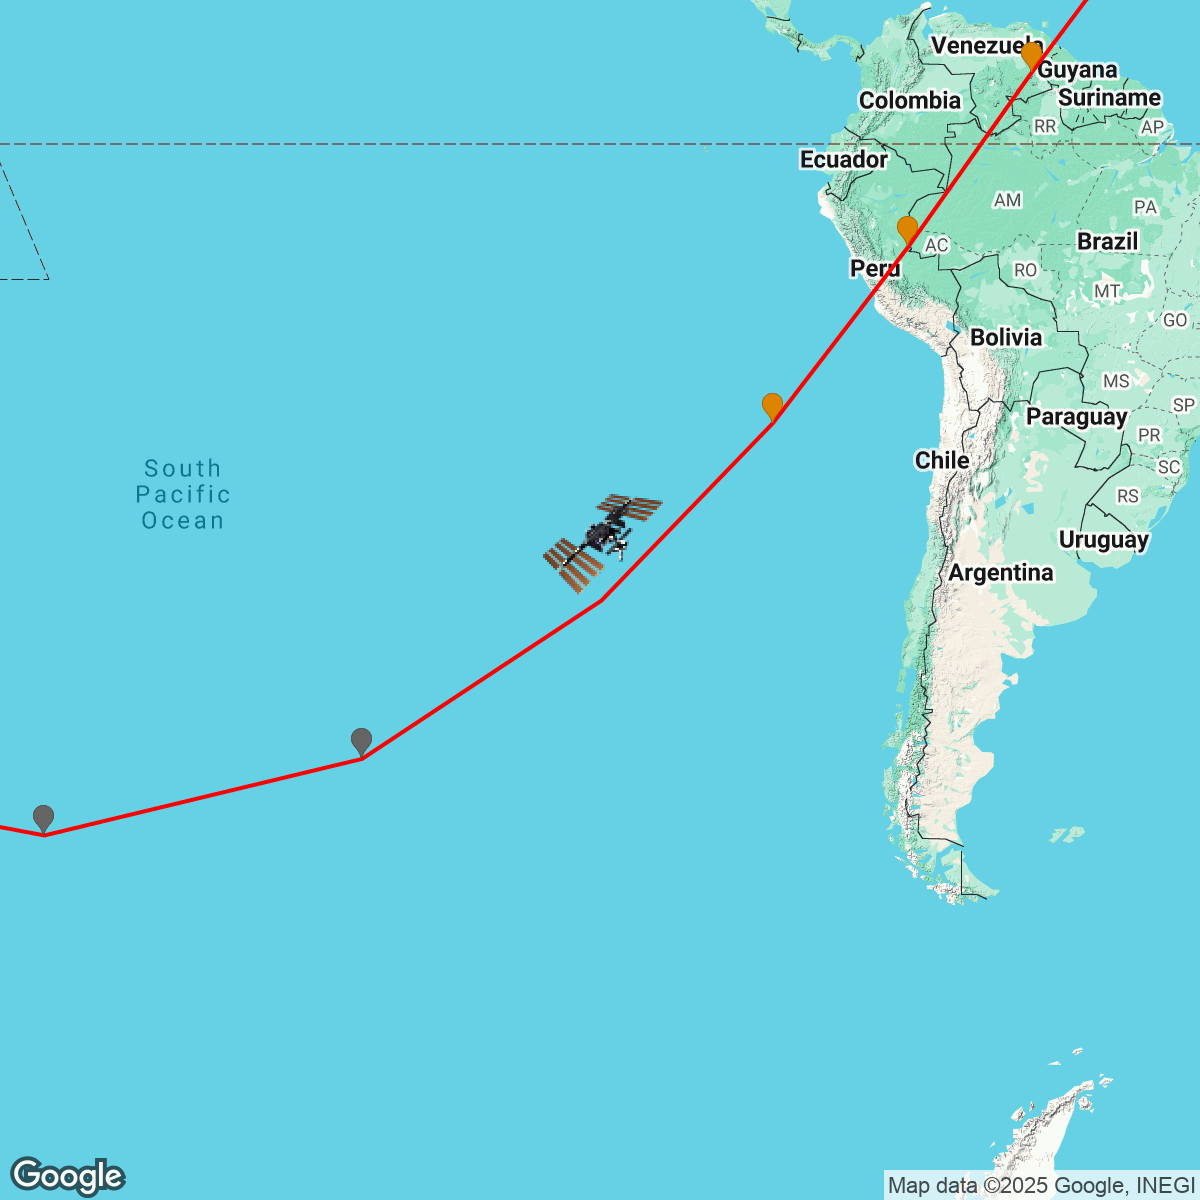 Venezuela
Guyana
Colombia
Suriname
RR
AP
Ecuador
AM
PA
Brazil
AC
Peru
RO
MT
GO
Bolivia
MS
SP
Paraguay
PR
Chile
SC
South
Pacific
Ocean
RS
Uruguay
Argentina
Google
Map data ©2025 Google, INEGI